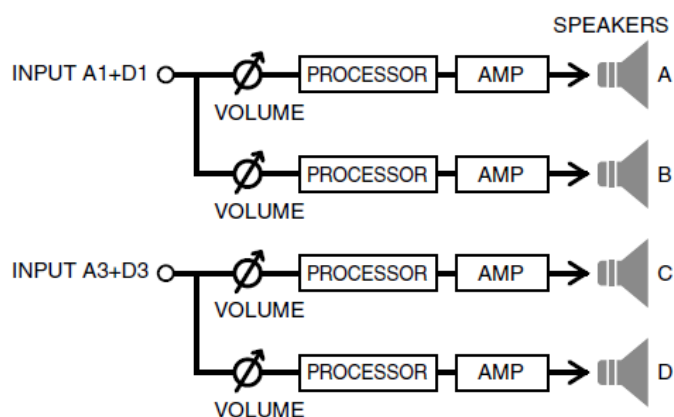 SPEAKERS
INPUT A1+D1 PROCESSOR AMP A
VOLUME
PROCESSOR AMP B
VOLUME
INPUT A3+D3 PROCESSOR AMP C
VOLUME
PROCESSOR AMP D
VOLUME